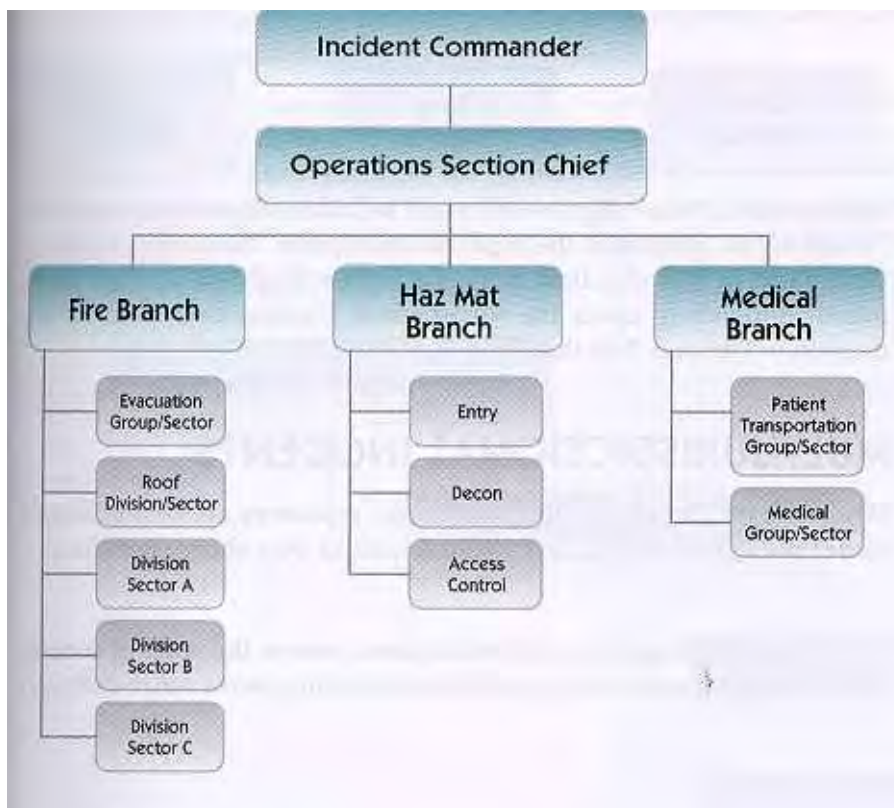 Incident Commander
Operations Section Chief
Fire Branch
Haz Mat
Branch
Medical
Branch
Evacuation
Group/Sector
Roof
Division/Sector
Division
Sector A
Division
Sector B
Division
Sector C
Entry
Decon
Access
Control
Patient
Transportation
Group/Sector
Medical
Group/Sector